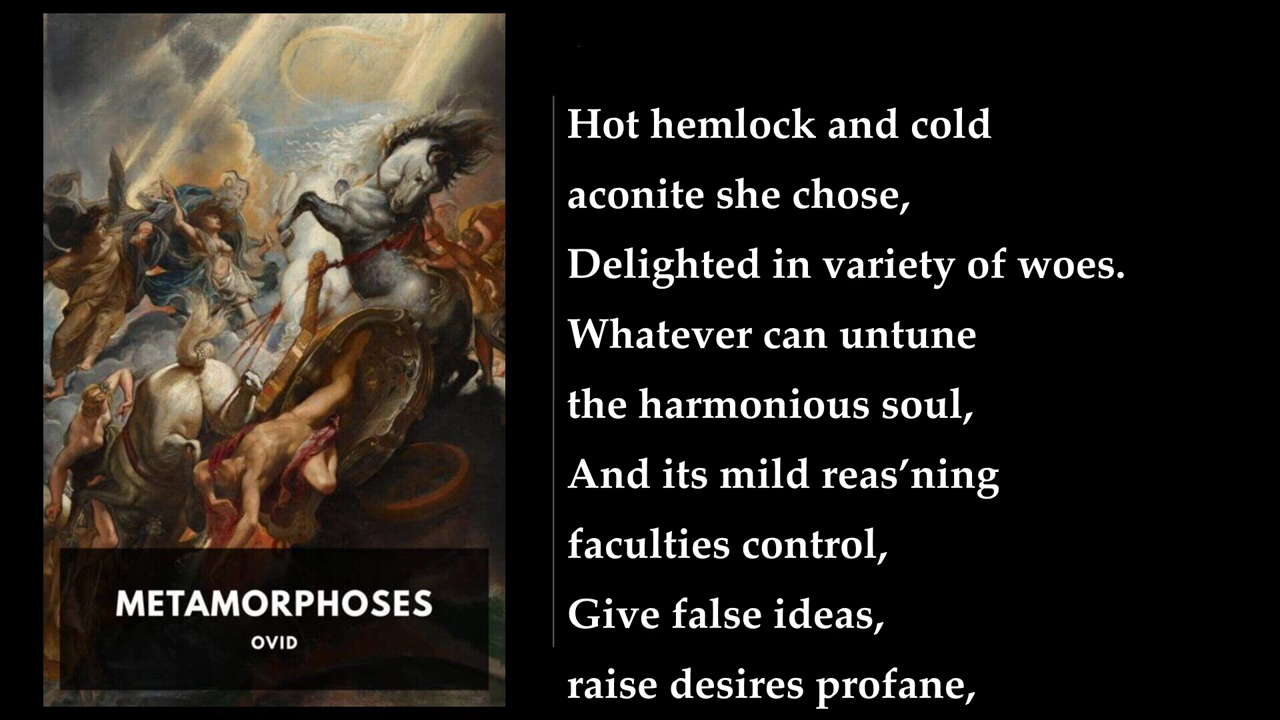 METAMORPHOSES
OVID
Hot hemlock and cold
aconite she chose,
Delighted in variety of woes.
Whatever can untune
the harmonious soul,
And its mild reas’ning
faculties control,
Give false ideas,
raise desires profane,